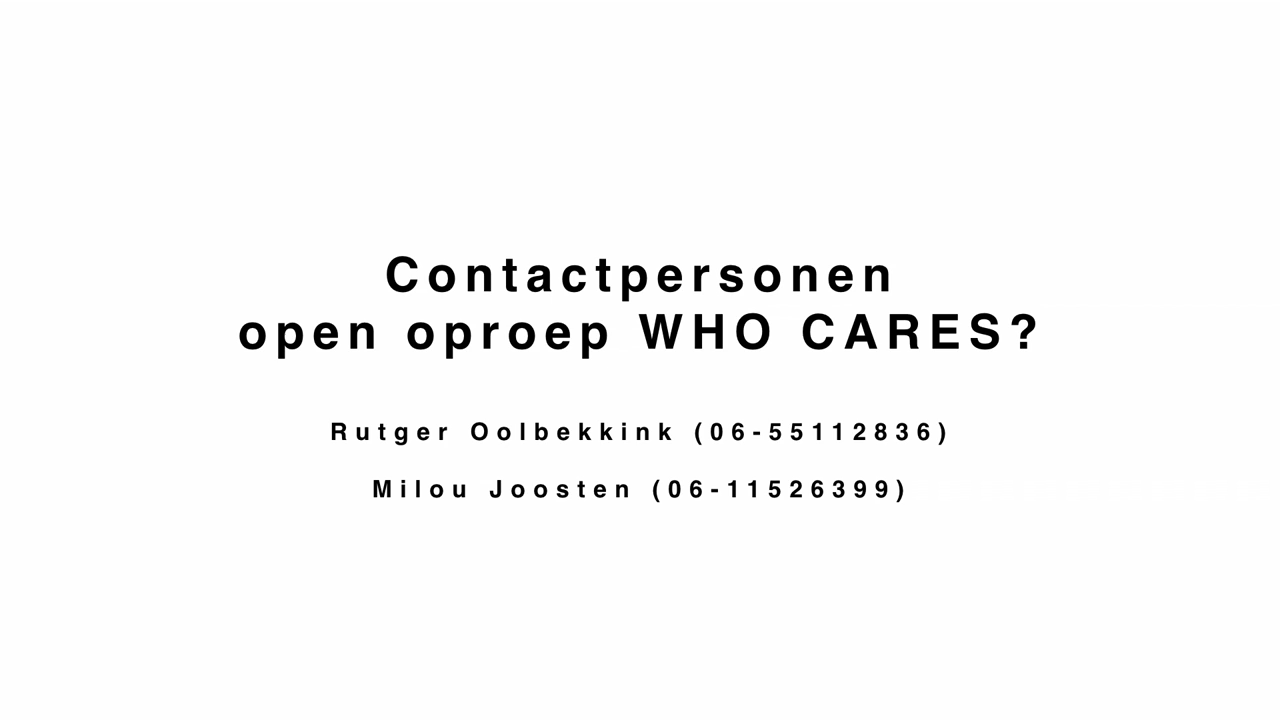 Contactpersonen
open oproep WHO CARES?
Rutger Oolbekkink (06-55112836)
Milou Joosten (06-11526399)